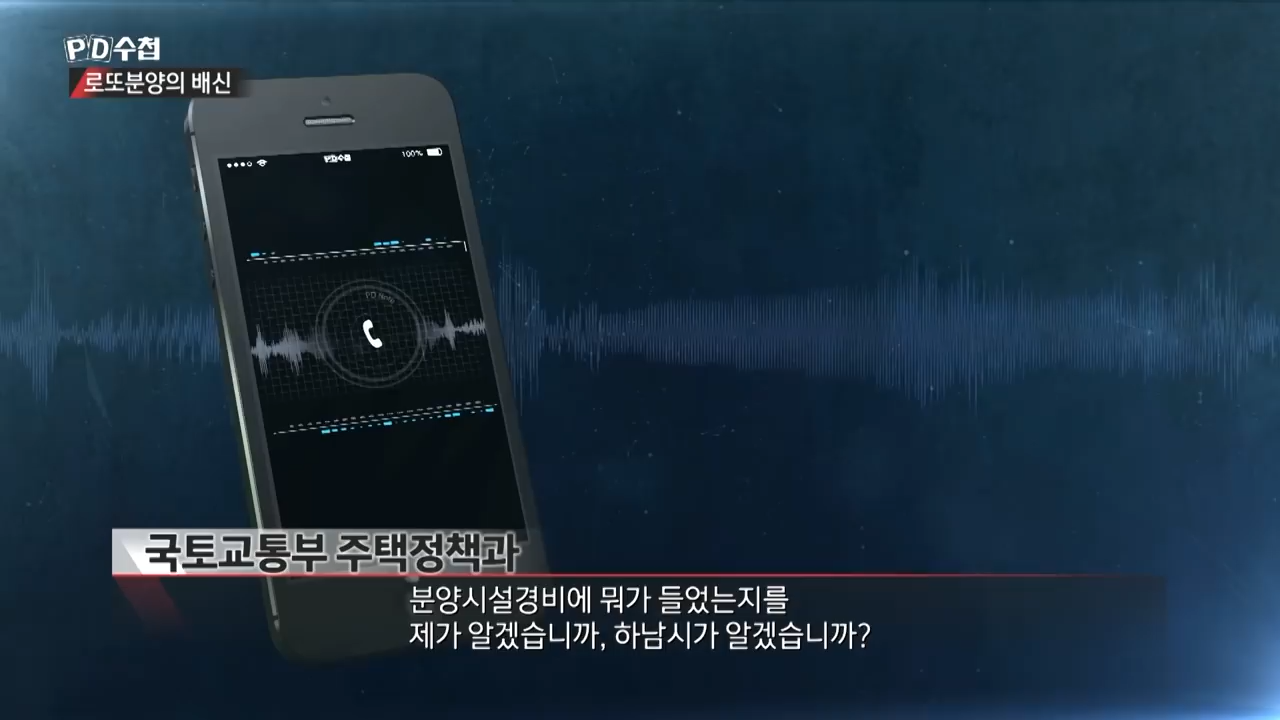 PD수첩
로또분양의 배신
PD수첩
100%
PD Note
국토교통부 주택정책과
분양시설경비에 뭐가 들었는지를
제가 알겠습니까, 하남시가 알겠습니까?